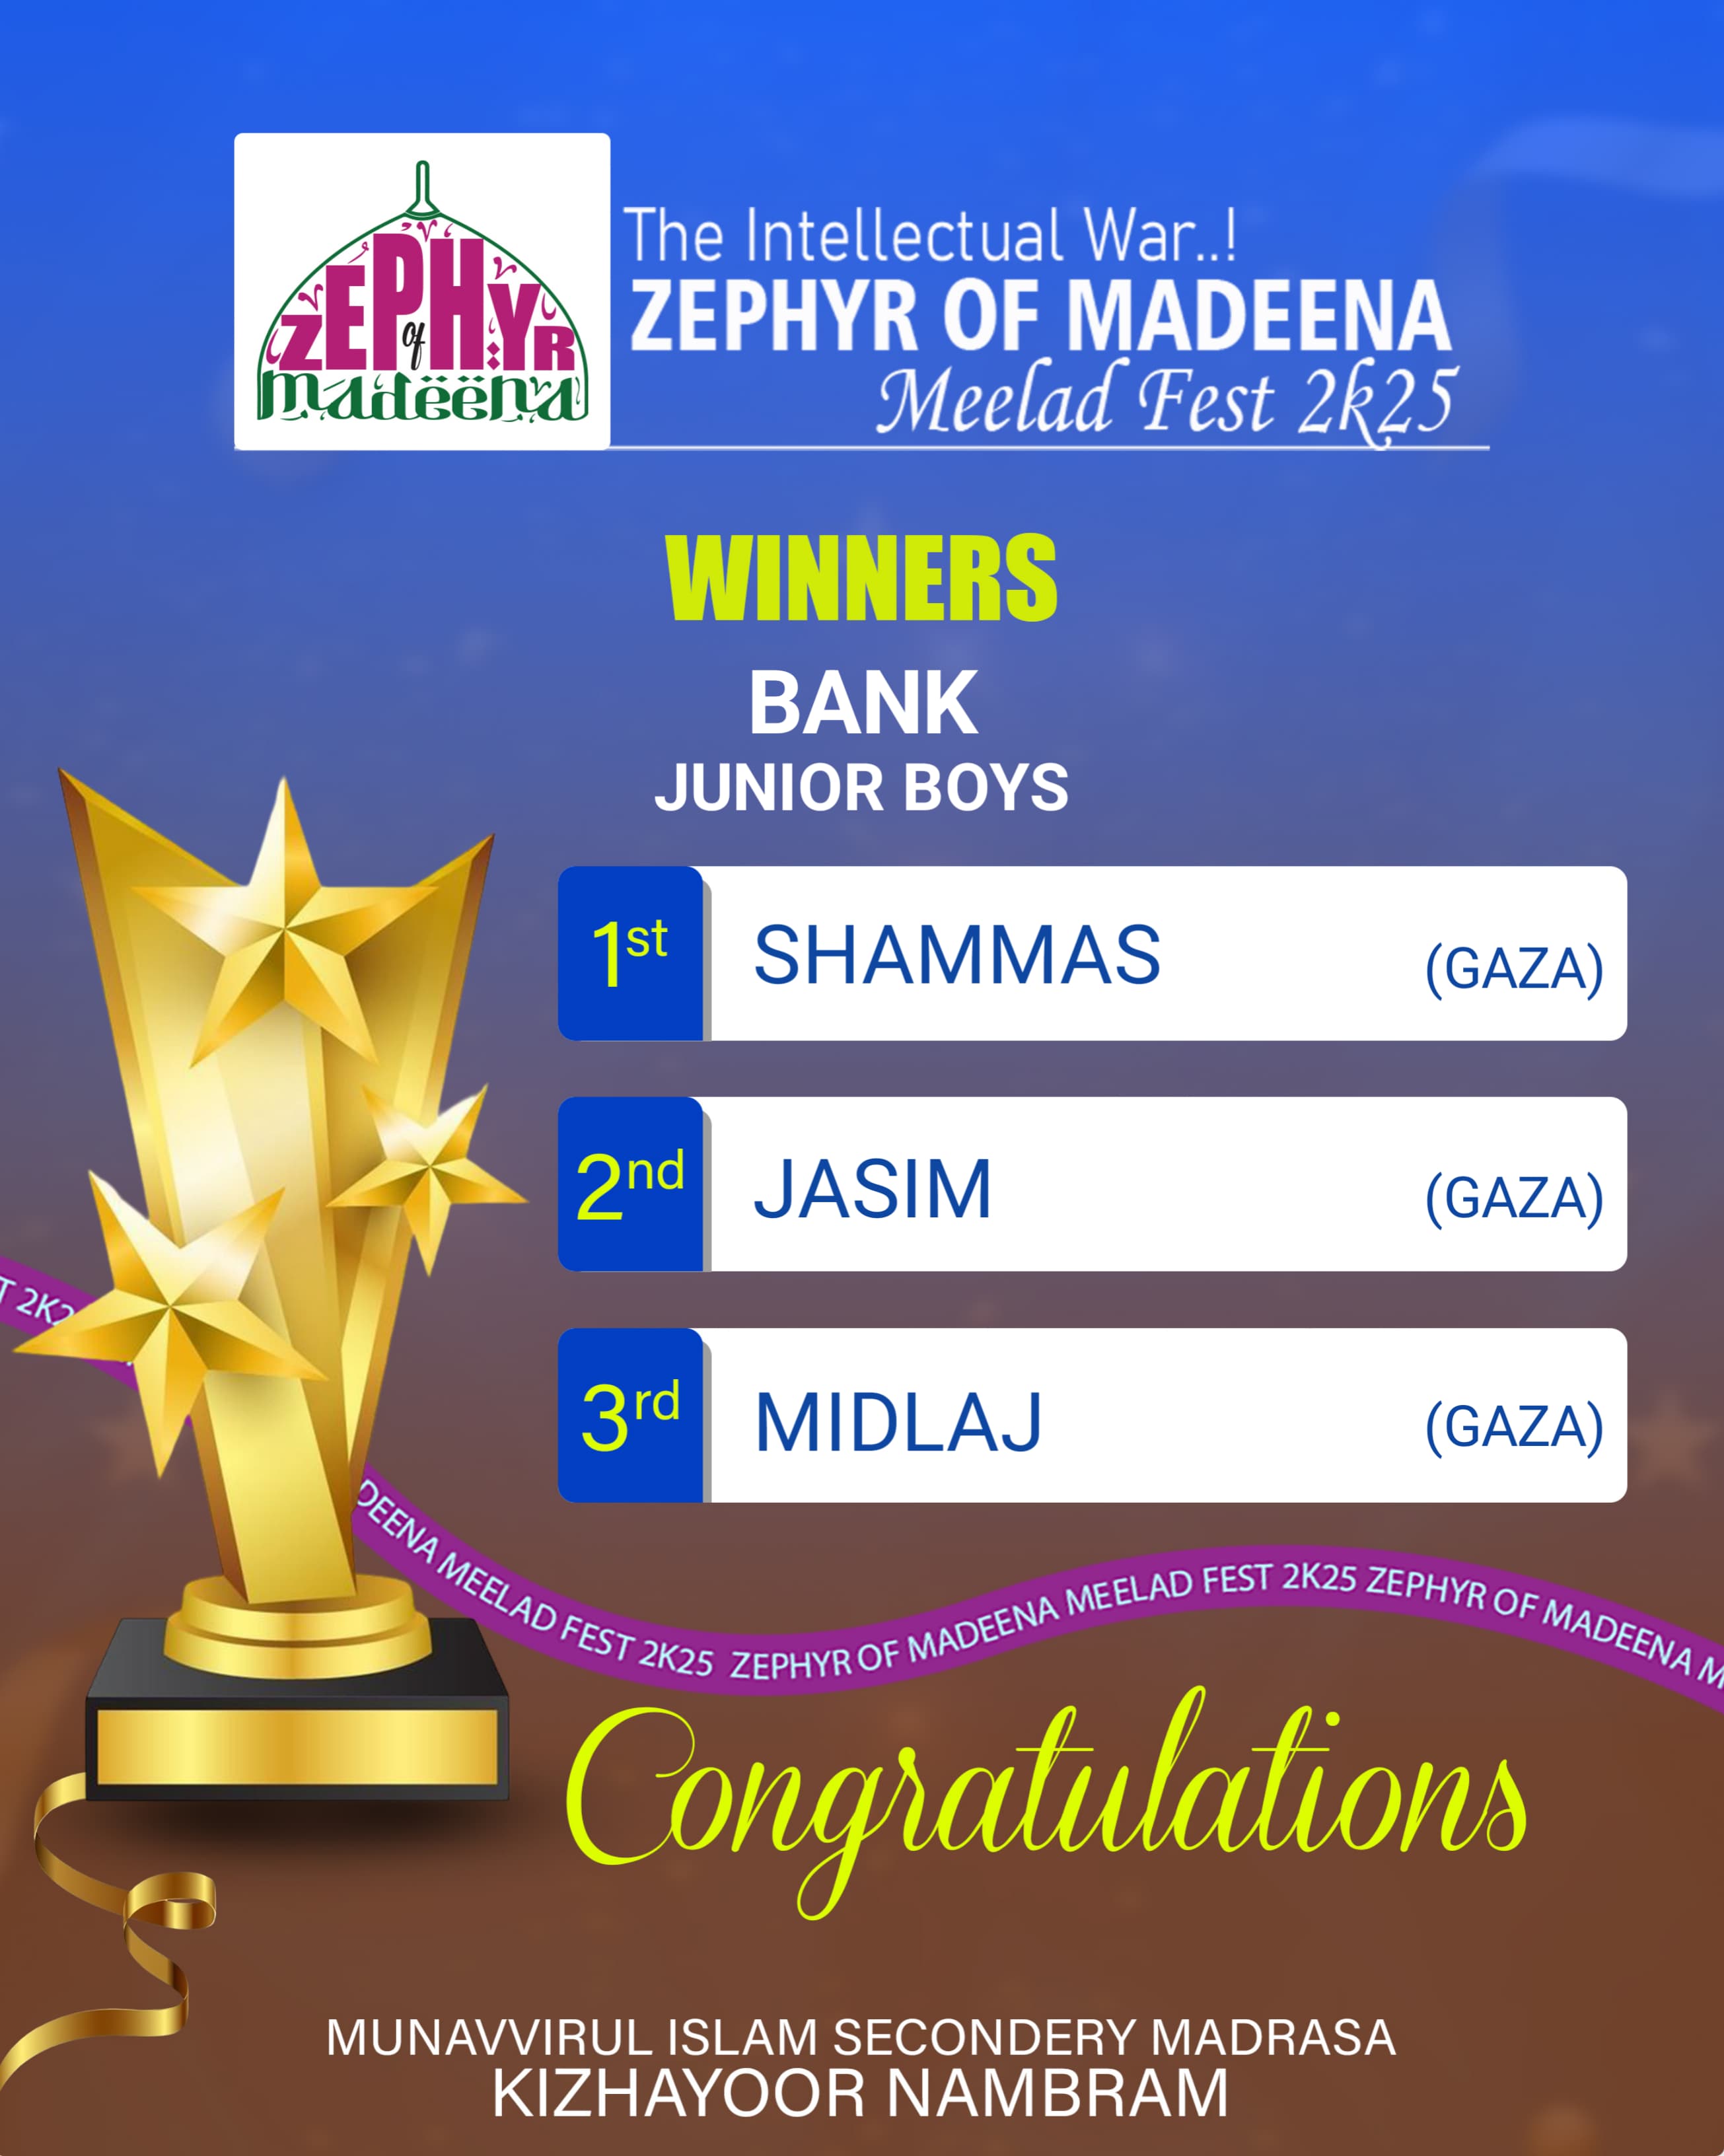 ZEPHYR
of
madeena
The Intellectual War..!
ZEPHYR OF MADEENA
Meelad Fest 2k25
WINNERS
BANK
JUNIOR BOYS
1st SHAMMAS (GAZA)
2nd JASIM (GAZA)
3rd MIDLAJ (GAZA)
T 2K2
DEENA MEELAD FEST 2K25 ZEPHYR OF MADEENA MEELAD FEST 2K25 ZEPHYR OF MADEENA M
Congratulations
MUNAVVIRUL ISLAM SECONDERY MADRASA
KIZHAYOOR NAMBRAM